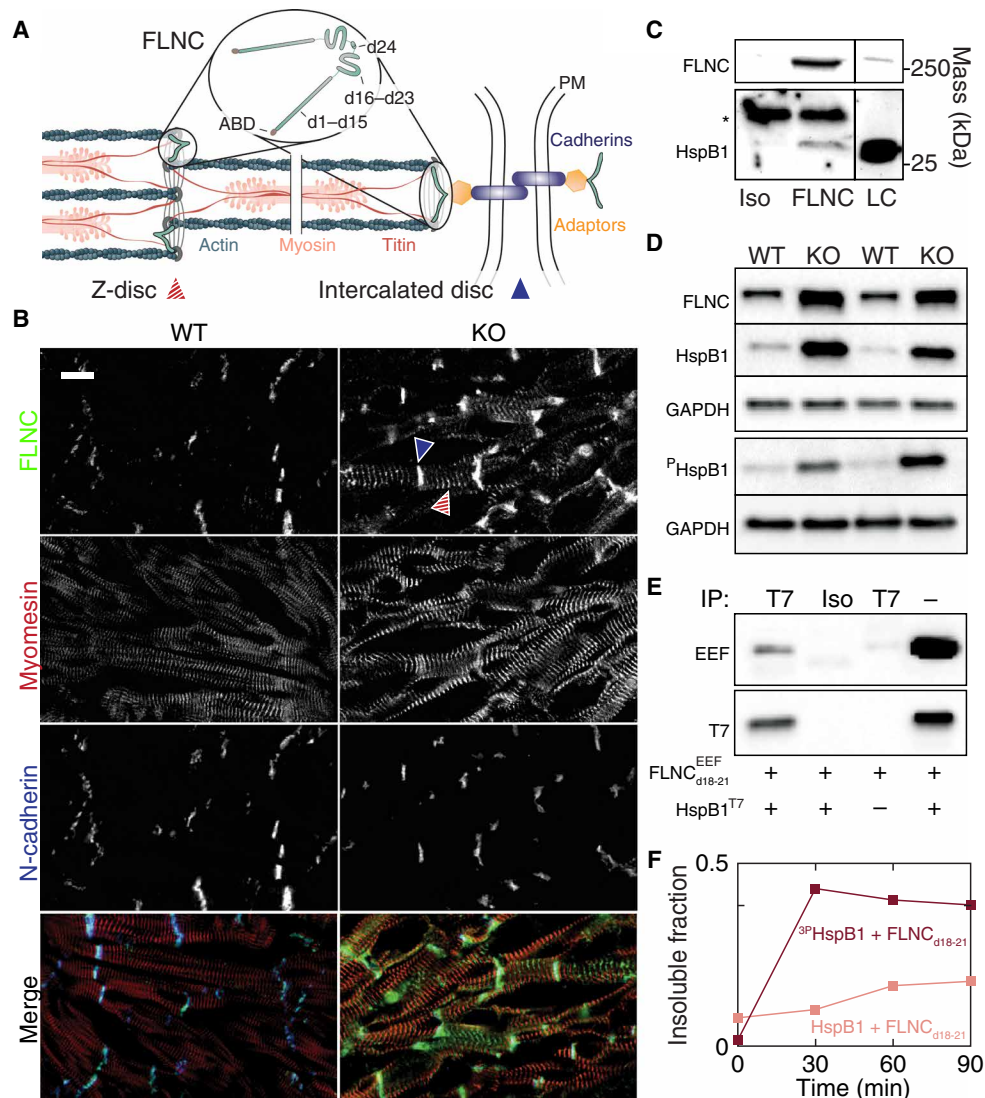 A
FLNC
d24
d16–d23
d1–d15
ABD
PM
Cadherins
Adaptors
Actin
Myosin
Titin
Z-disc
Intercalated disc
B
WT
KO
FLNC
Myomesin
N-cadherin
Merge
C
FLNC
250
*
HspB1
25
Mass (kDa)
Iso
FLNC
LC
D
WT
KO
WT
KO
FLNC
HspB1
GAPDH
PHspB1
GAPDH
E
IP:
T7
Iso
T7
–
EEF
T7
FLNC EEF d18-21
+
+
+
+
HspB1T7
+
+
–
+
F
0.5
3PHspB1 + FLNCd18-21
HspB1 + FLNCd18-21
Insoluble fraction
0
0
30
60
90
Time (min)